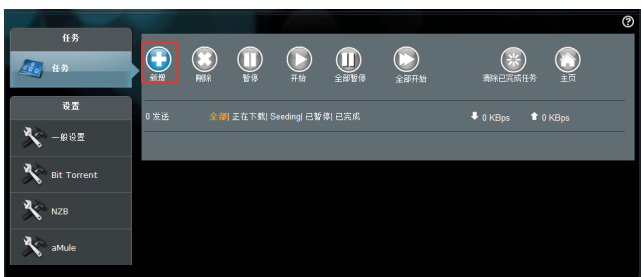 任务
任务
设置
一般设置
Bit Torrent
NZB
aMule
新增 删除 暂停 开始 全部暂停 全部开始 清除已完成任务 主页
0 发送 全部| 正在下载| Seeding| 已暂停| 已完成 0 KBps 0 KBps